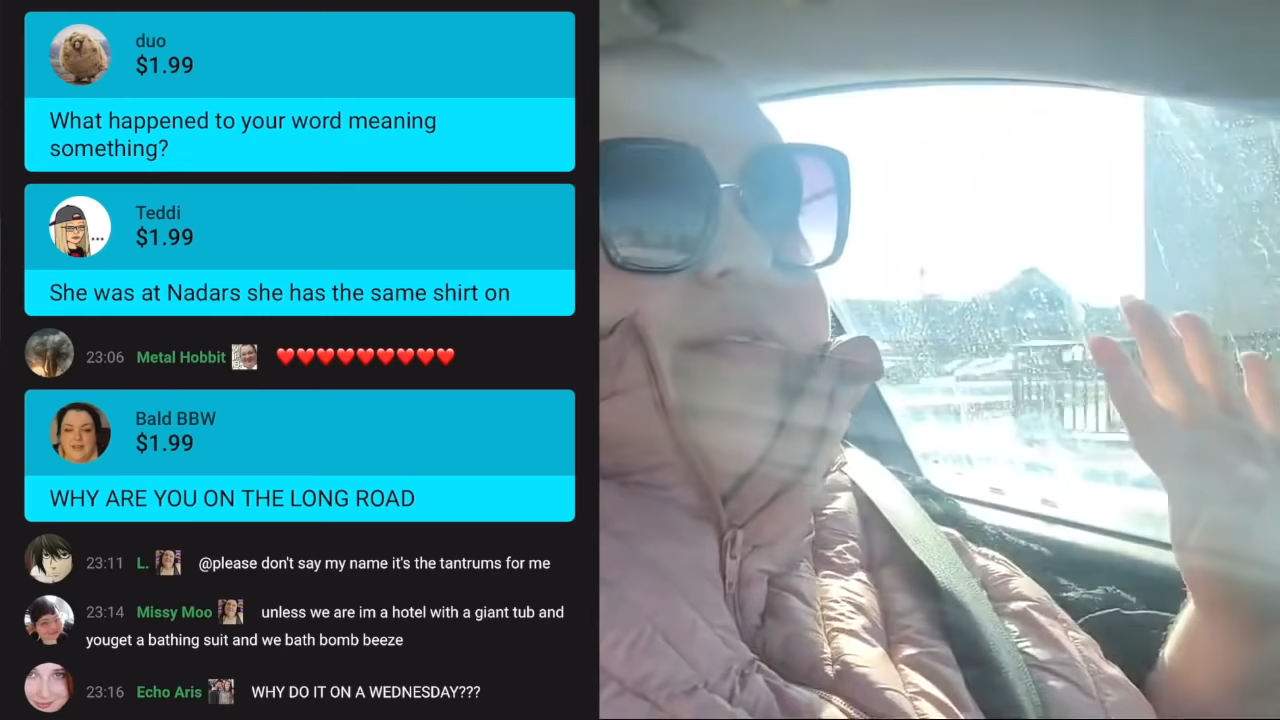 duo
$1.99
What happened to your word meaning
something?
Teddi
$1.99
She was at Nadars she has the same shirt on
23:06 Metal Hobbit ❤❤❤❤❤❤❤❤❤
Bald BBW
$1.99
WHY ARE YOU ON THE LONG ROAD
23:11 L. @please don't say my name it's the tantrums for me
23:14 Missy Moo unless we are im a hotel with a giant tub and
youget a bathing suit and we bath bomb beeze
23:16 Echo Aris WHY DO IT ON A WEDNESDAY???